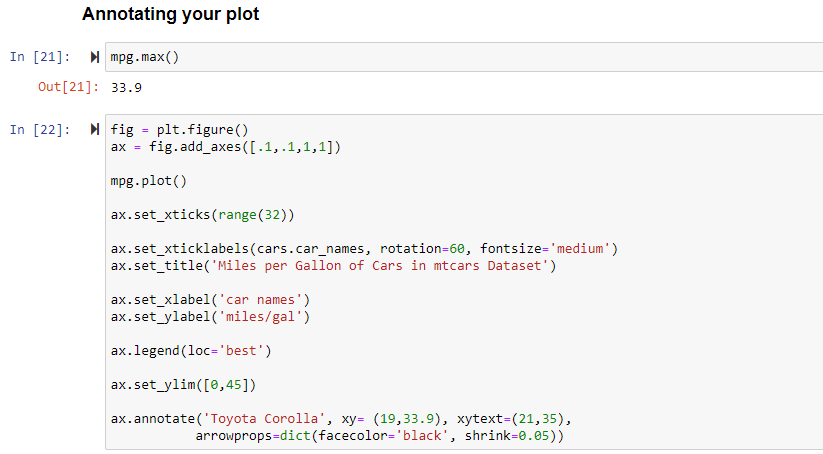 Annotating your plot
In [21]: mpg.max()
Out[21]: 33.9
In [22]: fig = plt.figure()
ax = fig.add_axes([.1,.1,1,1])
mpg.plot()
ax.set_xticks(range(32))
ax.set_xticklabels(cars.car_names, rotation=60, fontsize='medium')
ax.set_title('Miles per Gallon of Cars in mtcars Dataset')
ax.set_xlabel('car names')
ax.set_ylabel('miles/gal')
ax.legend(loc='best')
ax.set_ylim([0,45])
ax.annotate('Toyota Corolla', xy= (19,33.9), xytext=(21,35),
arrowprops=dict(facecolor='black', shrink=0.05))